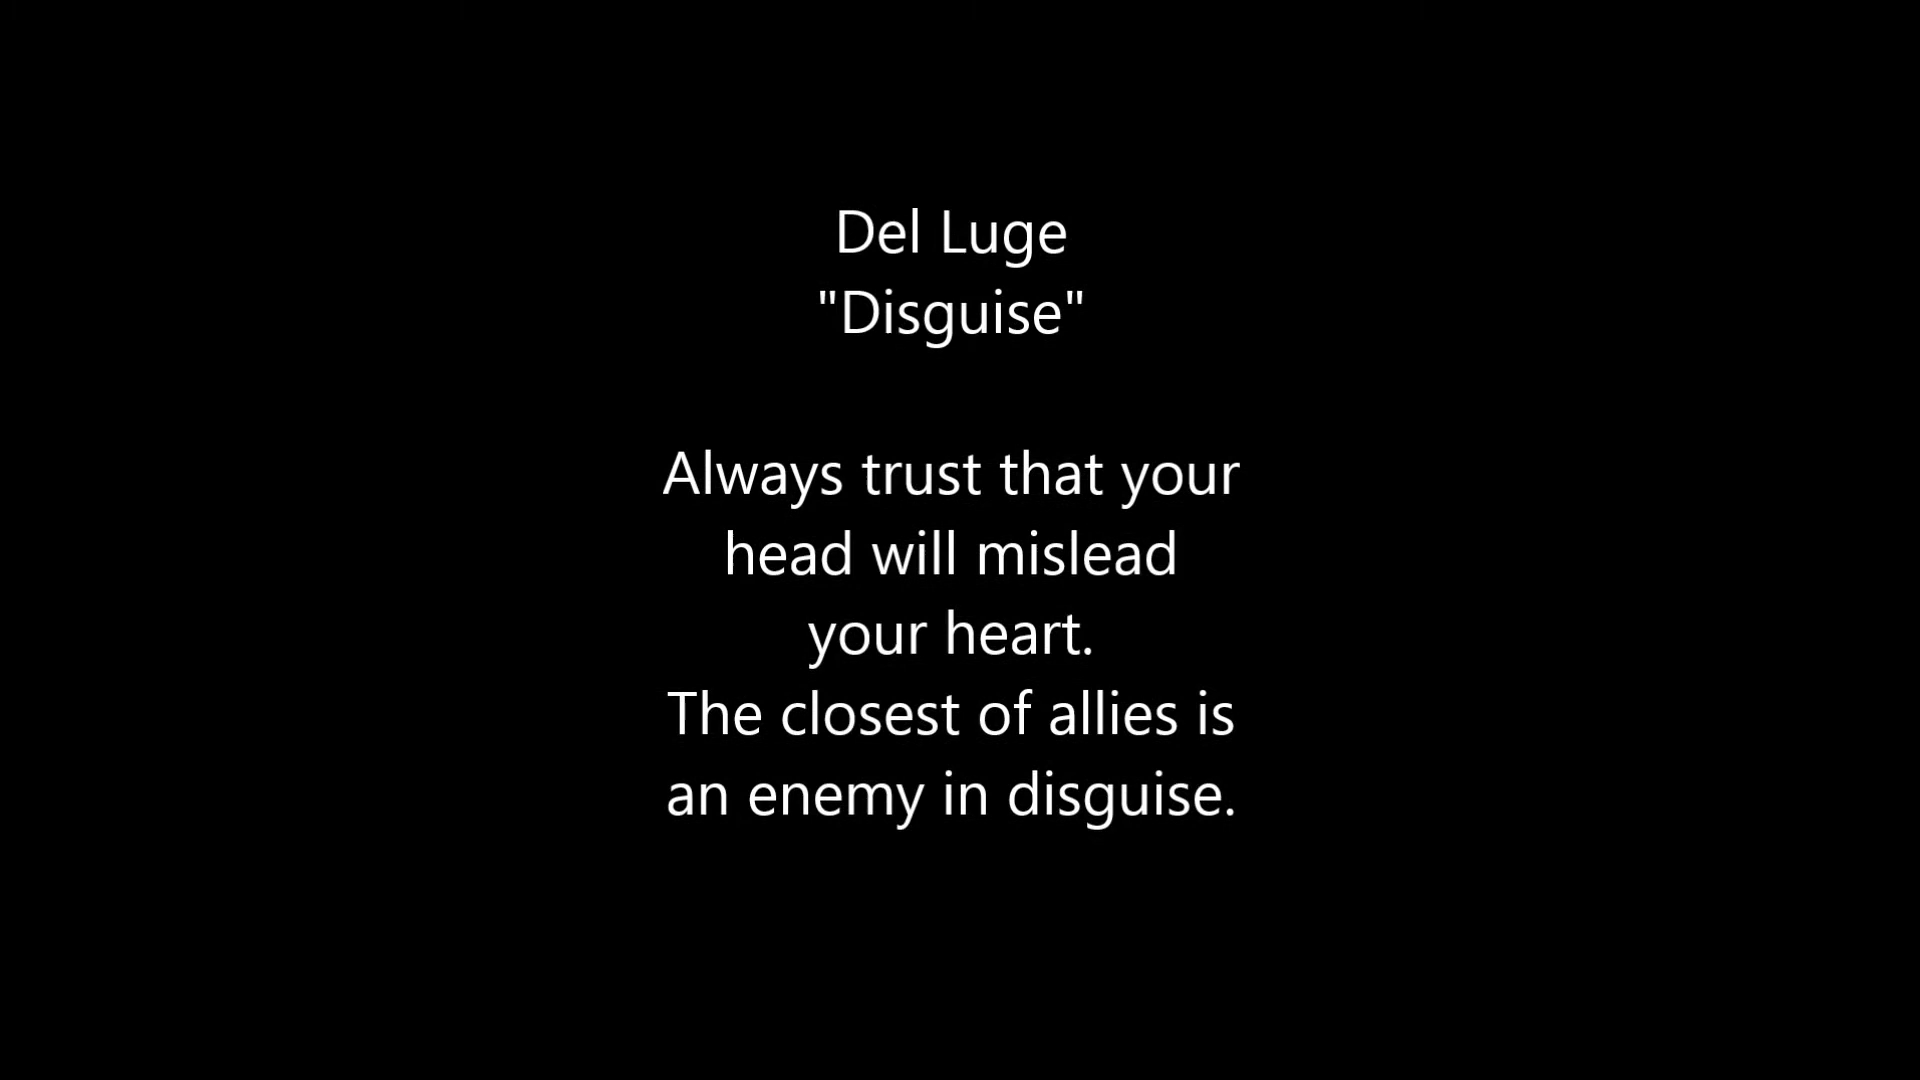 Del Luge
"Disguise"
Always trust that your
head will mislead
your heart.
The closest of allies is
an enemy in disguise.